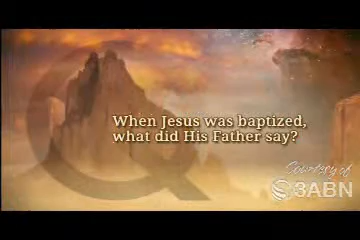 When Jesus was baptized,
what did His Father say?
Courtesy of
3ABN